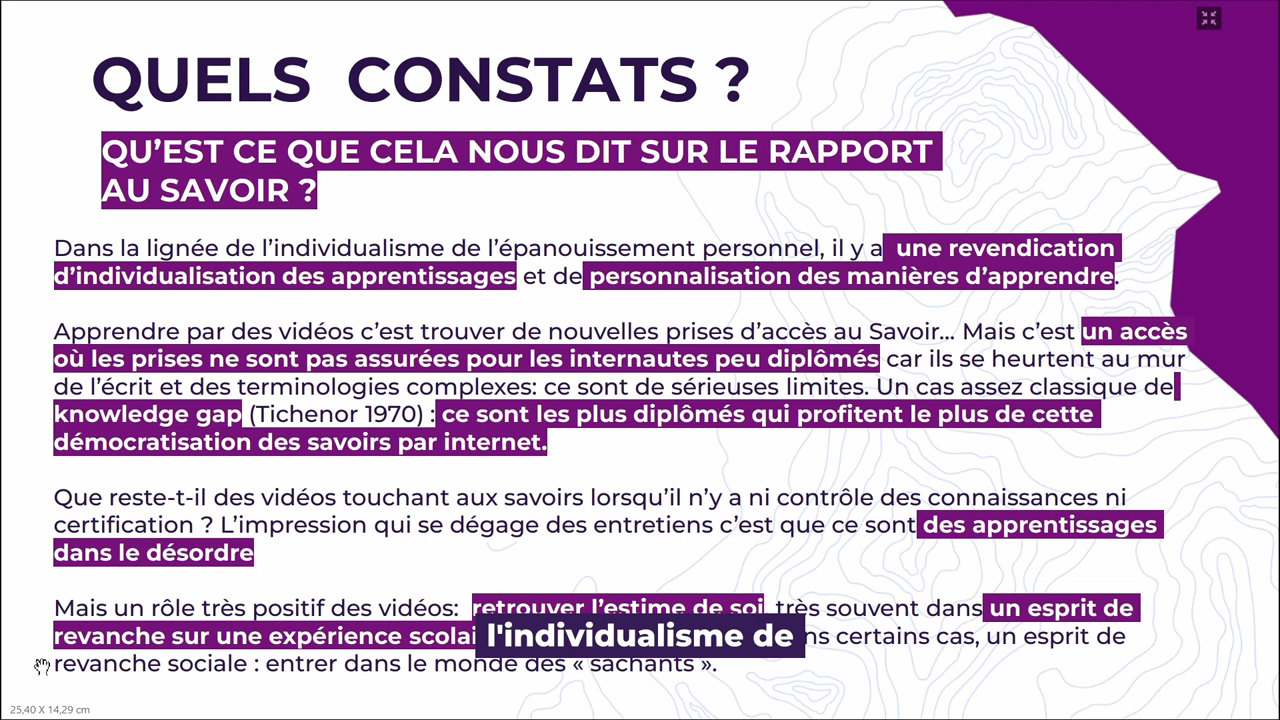 QUELS CONSTATS ?
QU’EST CE QUE CELA NOUS DIT SUR LE RAPPORT
AU SAVOIR ?
Dans la lignée de l’individualisme de l’épanouissement personnel, il y a une revendication
d’individualisation des apprentissages et de personnalisation des manières d’apprendre.
Apprendre par des vidéos c’est trouver de nouvelles prises d’accès au Savoir... Mais c’est un accès
où les prises ne sont pas assurées pour les internautes peu diplômés car ils se heurtent au mur
de l’écrit et des terminologies complexes: ce sont de sérieuses limites. Un cas assez classique de
knowledge gap (Tichenor 1970) : ce sont les plus diplômés qui profitent le plus de cette
démocratisation des savoirs par internet.
Que reste-t-il des vidéos touchant aux savoirs lorsqu’il n’y a ni contrôle des connaissances ni
certification ? L’impression qui se dégage des entretiens c’est que ce sont des apprentissages
dans le désordre
Mais un rôle très positif des vidéos: retrouver l’estime de soi, très souvent dans un esprit de
revanche sur une expérience certains cas, un esprit de
l'individualisme de
revanche sociale : entrer dans le monde des « sachants ».
25,40 X 14,29 cm